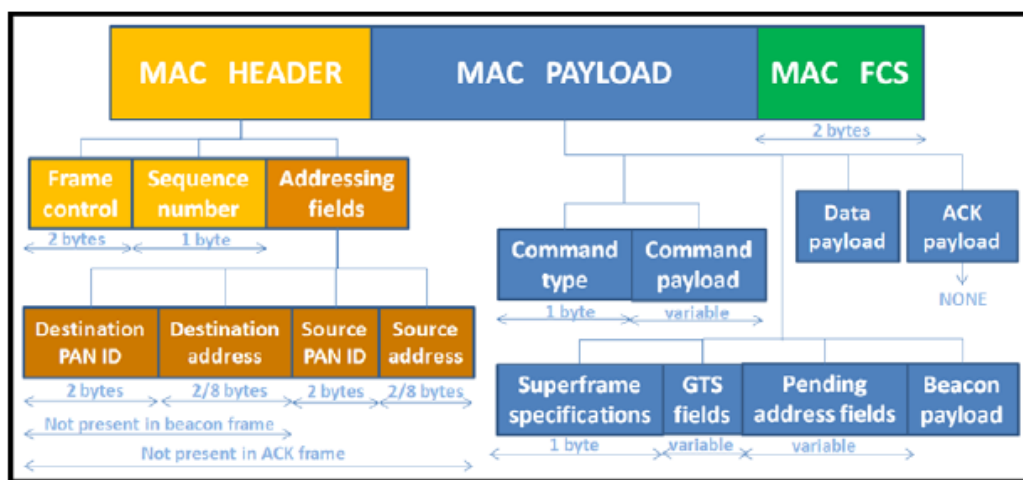 MAC HEADER
MAC PAYLOAD
MAC FCS
2 bytes
Frame
control
Sequence
number
Addressing
fields
2 bytes
1 byte
Destination
PAN ID
Destination
address
Source
PAN ID
Source
address
2 bytes
2/8 bytes
2 bytes
2/8 bytes
Not present in beacon frame
Not present in ACK frame
Command
type
Command
payload
1 byte
variable
Data
payload
ACK
payload
NONE
Superframe
specifications
GTS
fields
Pending
address fields
Beacon
payload
1 byte
variable
variable